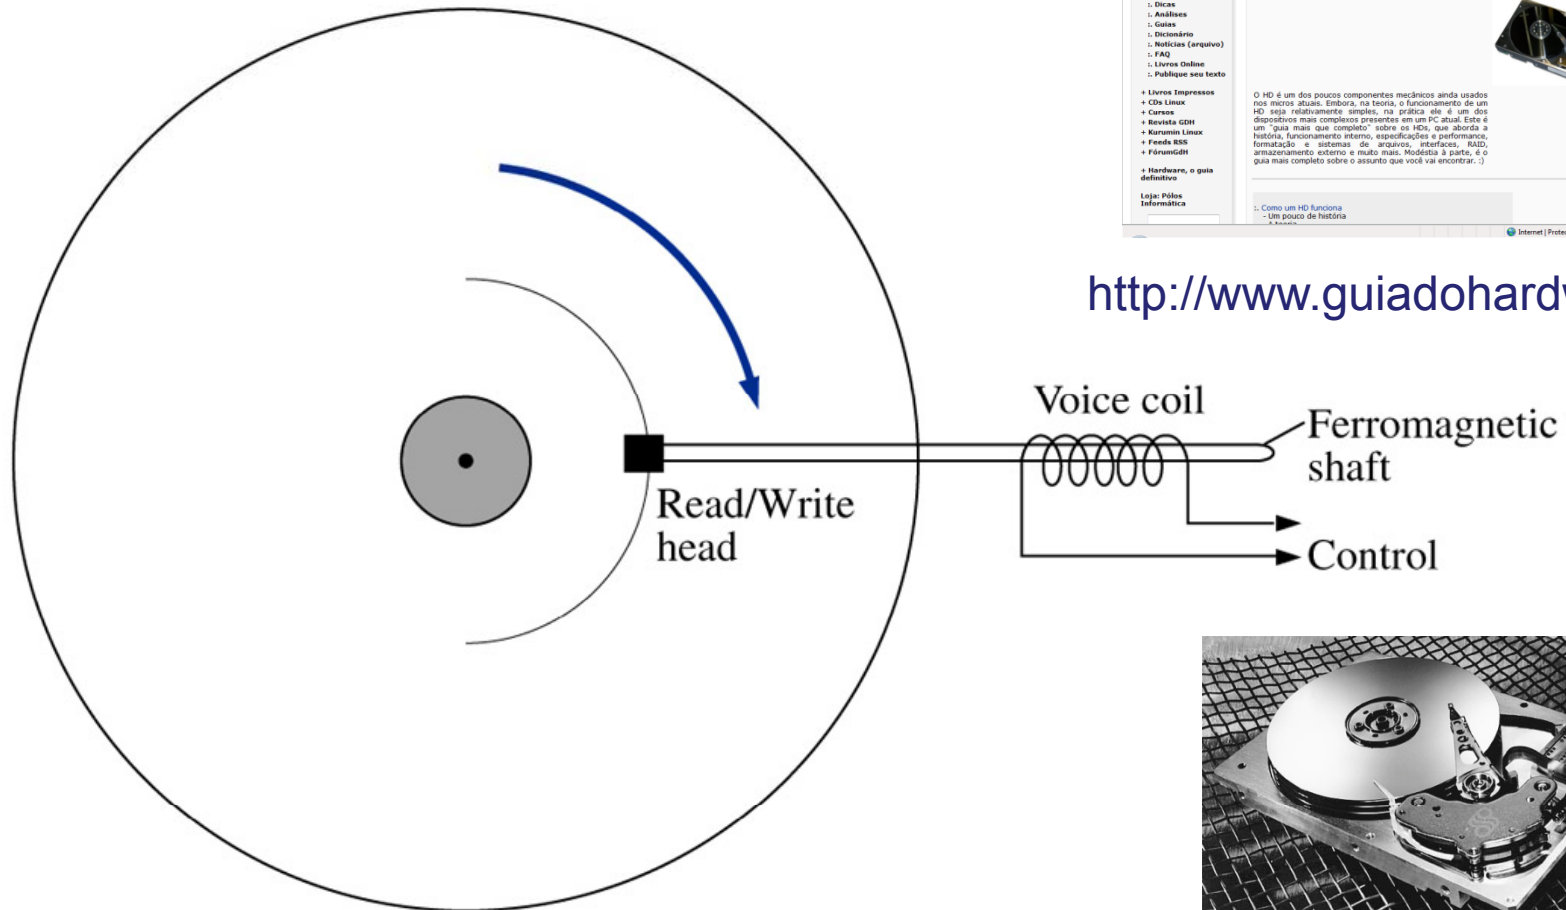 :. Dicas
:. Análises
:. Guias
:. Dicionário
:. Notícias (arquivo)
:. FAQ
:. Livros Online
:. Publique seu texto
+ Livros Impressos
+ CDs Linux
+ Cursos
+ Revista GDH
+ Kurumin Linux
+ Feeds RSS
+ FórumGdH
+ Hardware, o guia
definitivo
Loja: Pólos
Informática
O HD é um dos poucos componentes mecânicos ainda usados
nos micros atuais. Embora, na teoria, o funcionamento de um
HD seja relativamente simples, na prática ele é um dos
dispositivos mais complexos presentes em um PC atual. Este é
um "guia mais que completo" sobre os HDs, que aborda a
história, funcionamento interno, especificações e performance,
formatação e sistemas de arquivos, interfaces, RAID,
armazenamento externo e muito mais. Modéstia à parte, é o
guia mais completo sobre o assunto que você vai encontrar. :)
:. Como um HD funciona
- Um pouco de história
Internet | Protec
http://www.guiadohardw
Voice coil
Ferromagnetic
shaft
Read/Write
head
Control